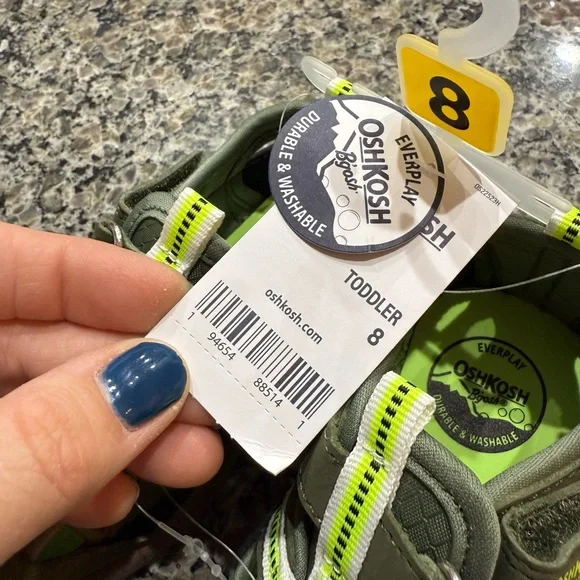 8
EVERPLAY
OSHKOSH
B'gosh
DURABLE & WASHABLE
SH
0622523H
TODDLER
8
oshkosh.com
1 94654 88514 1
EVERPLAY
OSHKOSH
B'gosh
DURABLE & WASHABLE